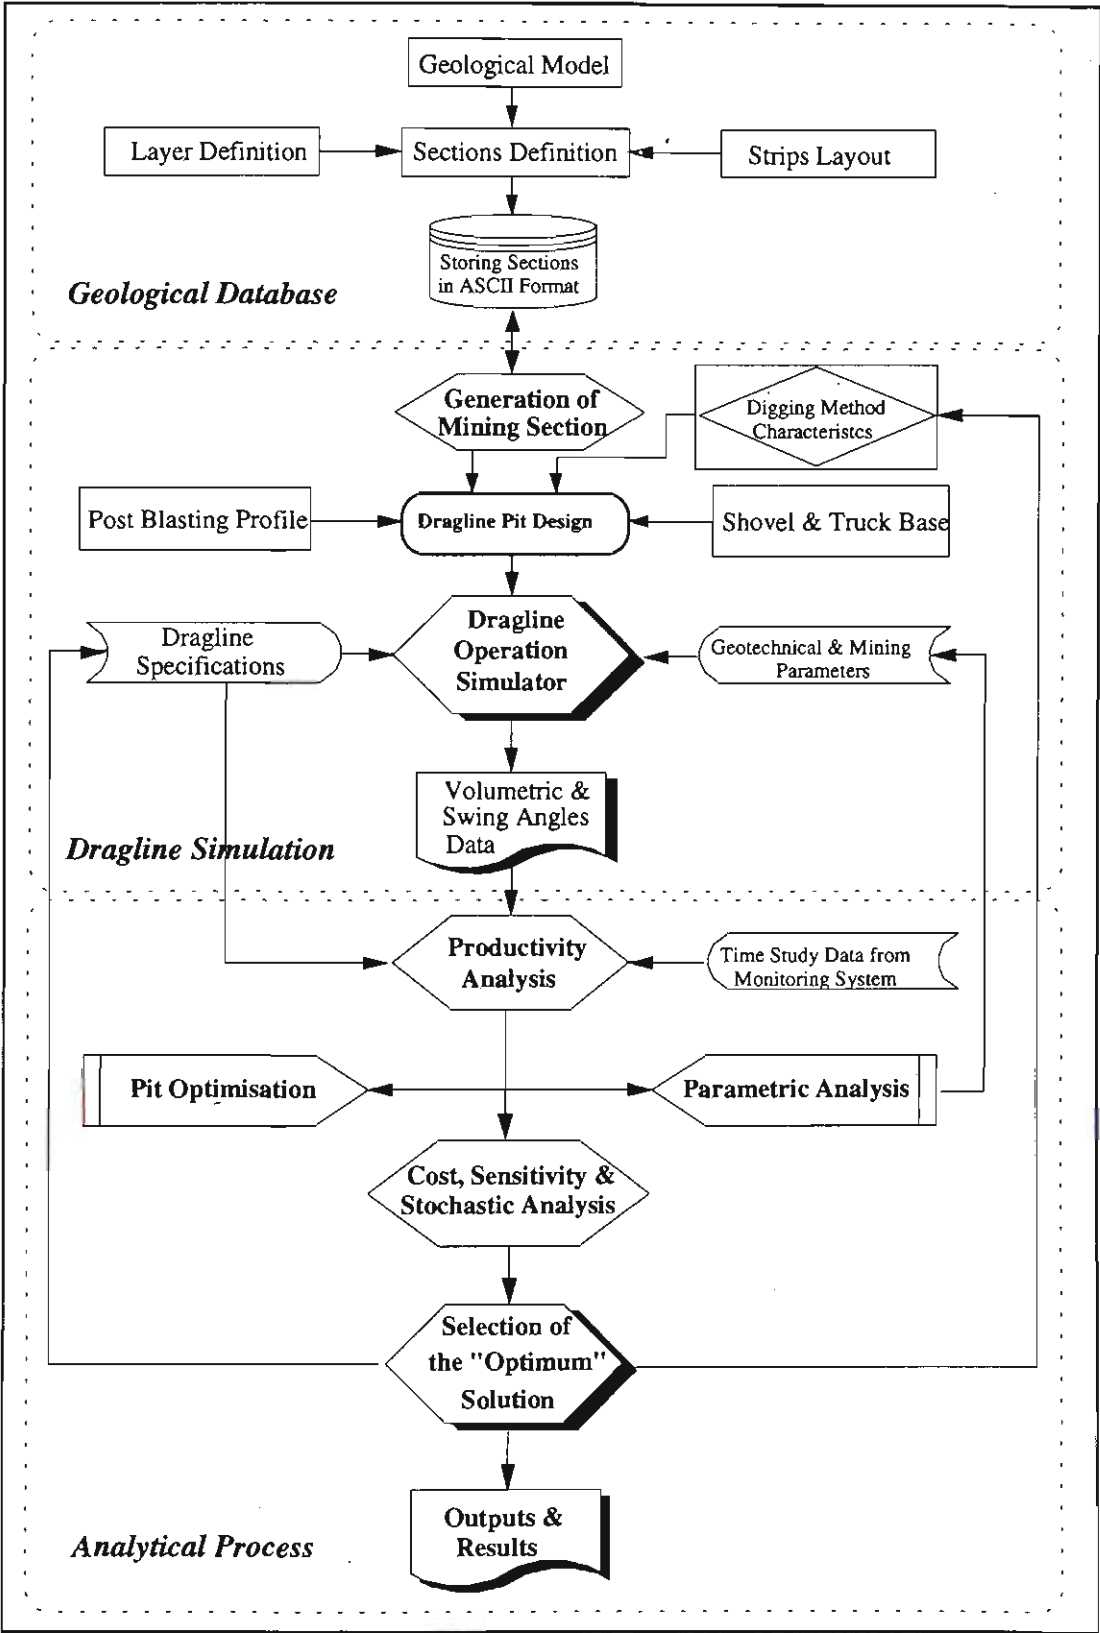 Geological Model
Layer Definition
Sections Definition
Strips Layout
Storing Sections
in ASCII Format
Geological Database
Generation of
Mining Section
Digging Method
Characteristcs
Post Blasting Profile
Dragline Pit Design
Shovel & Truck Base
Dragline
Specifications
Dragline
Operation
Simulator
Geotechnical & Mining
Parameters
Volumetric &
Swing Angles
Data
Dragline Simulation
Productivity
Analysis
Time Study Data from
Monitoring System
Pit Optimisation
Parametric Analysis
Cost, Sensitivity &
Stochastic Analysis
Selection of
the "Optimum"
Solution
Outputs &
Results
Analytical Process